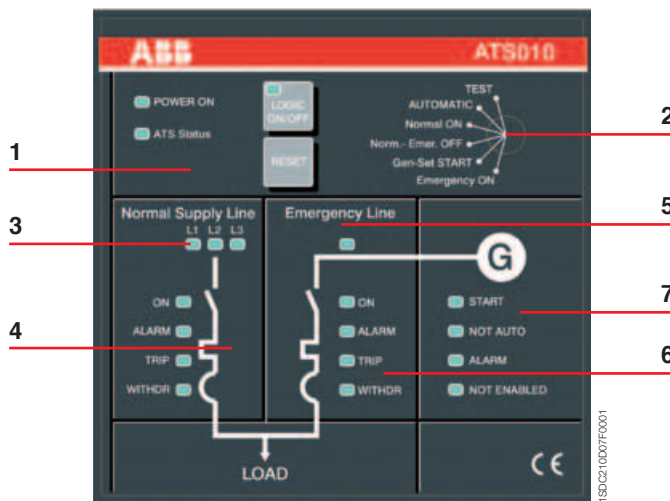 ABB ATS010
POWER ON
ATS Status
LOGIC
ON/OFF
RESET
TEST
AUTOMATIC
Normal ON
Norm.- Emer. OFF
Gen-Set START
Emergency ON
1
2
Normal Supply Line
L1 L2 L3
Emergency Line
3
5
G
ON
ALARM
TRIP
WITHDR
4
ON
ALARM
TRIP
WITHDR
6
START
NOT AUTO
ALARM
NOT ENABLED
7
LOAD
CE
1SDC210D07F0001